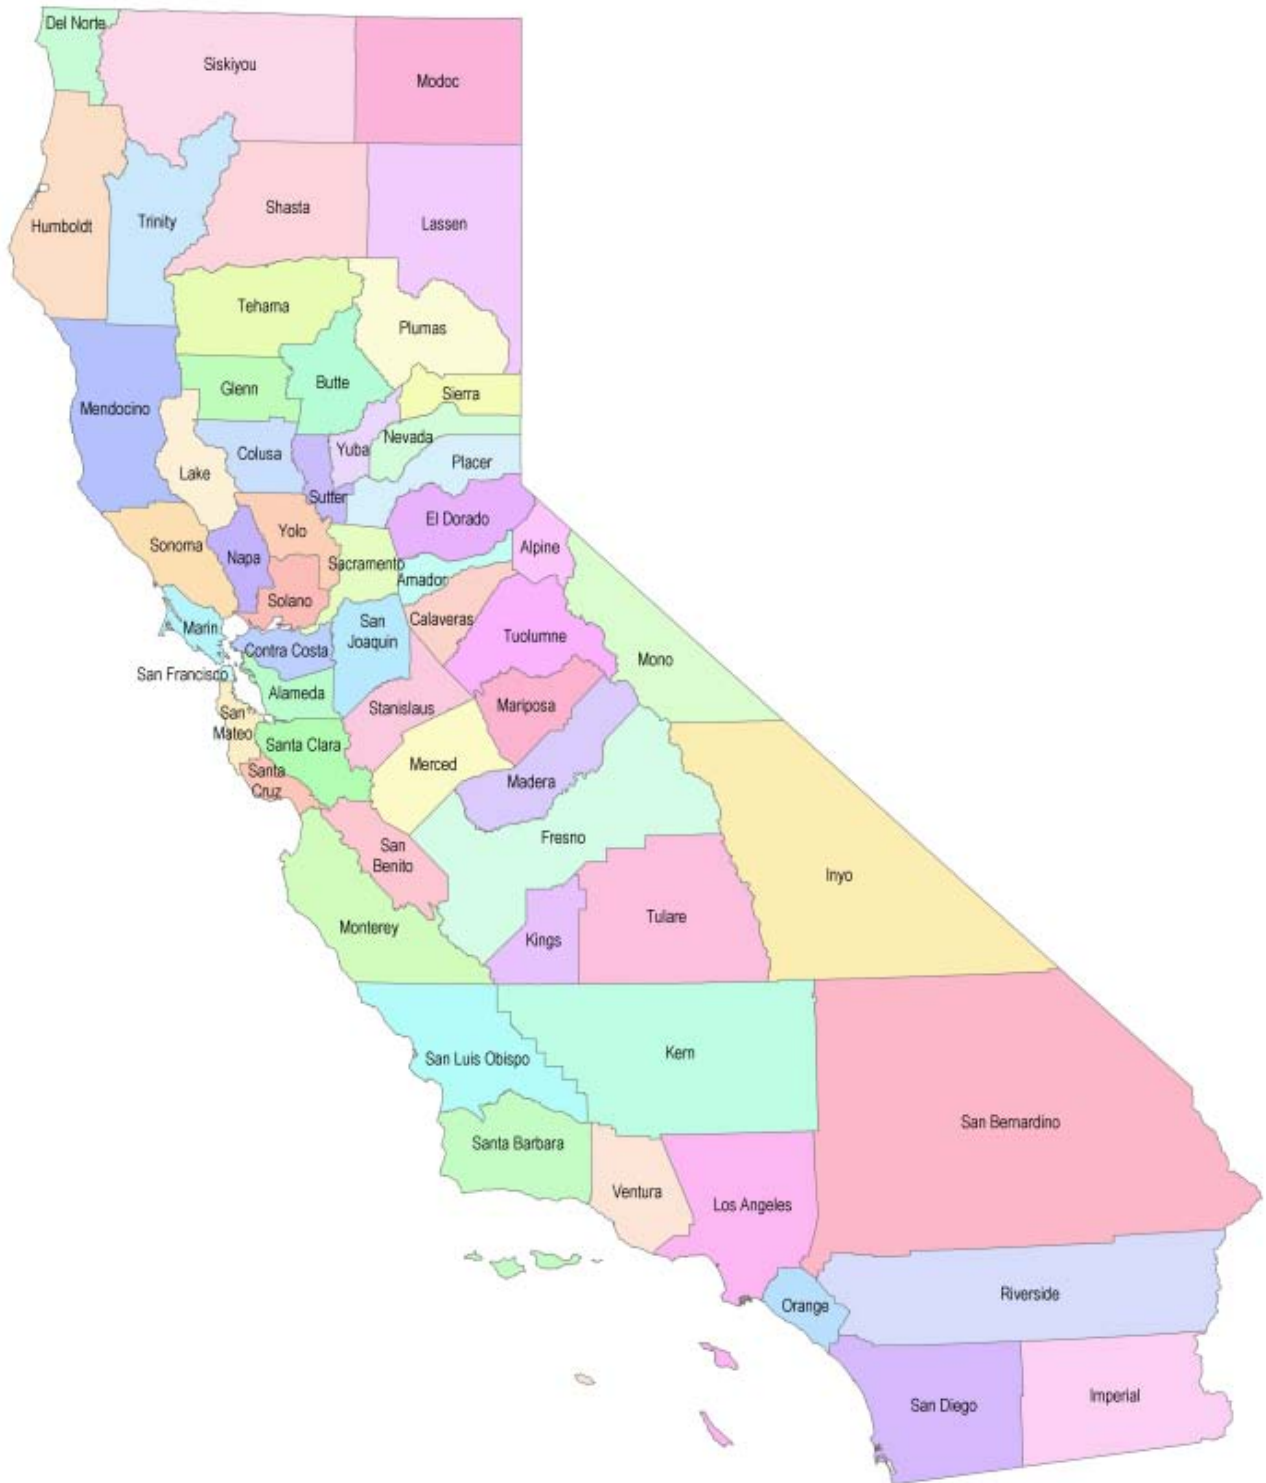 Del Norte
Siskiyou
Modoc
Humboldt
Trinity
Shasta
Lassen
Tehama
Plumas
Mendocino
Glenn
Butte
Sierra
Lake
Colusa
Yuba
Nevada
Placer
Sutter
El Dorado
Sonoma
Napa
Yolo
Sacramento
Alpine
Amador
Solano
Marin
San
Joaquin
Calaveras
Tuolumne
Contra Costa
Mono
San Francisco
Alameda
Stanislaus
Mariposa
San
Mateo
Santa Clara
Merced
Santa
Cruz
Madera
Fresno
San
Benito
Inyo
Monterey
Kings
Tulare
San Luis Obispo
Kern
San Bernardino
Santa Barbara
Ventura
Los Angeles
Orange
Riverside
San Diego
Imperial